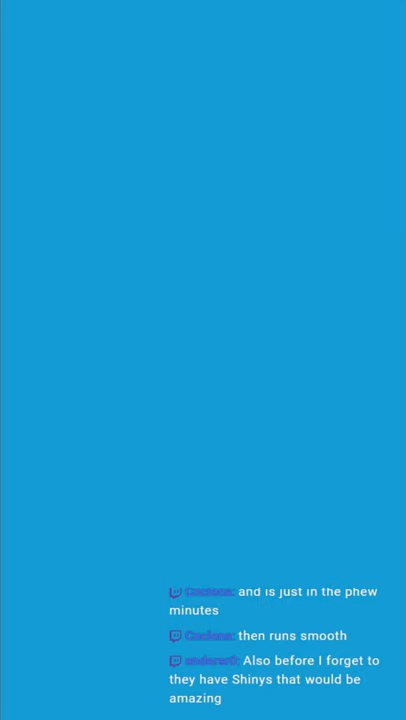 and is just in the phew
minutes
then runs smooth
Also before I forget to
they have Shinys that would be
amazing